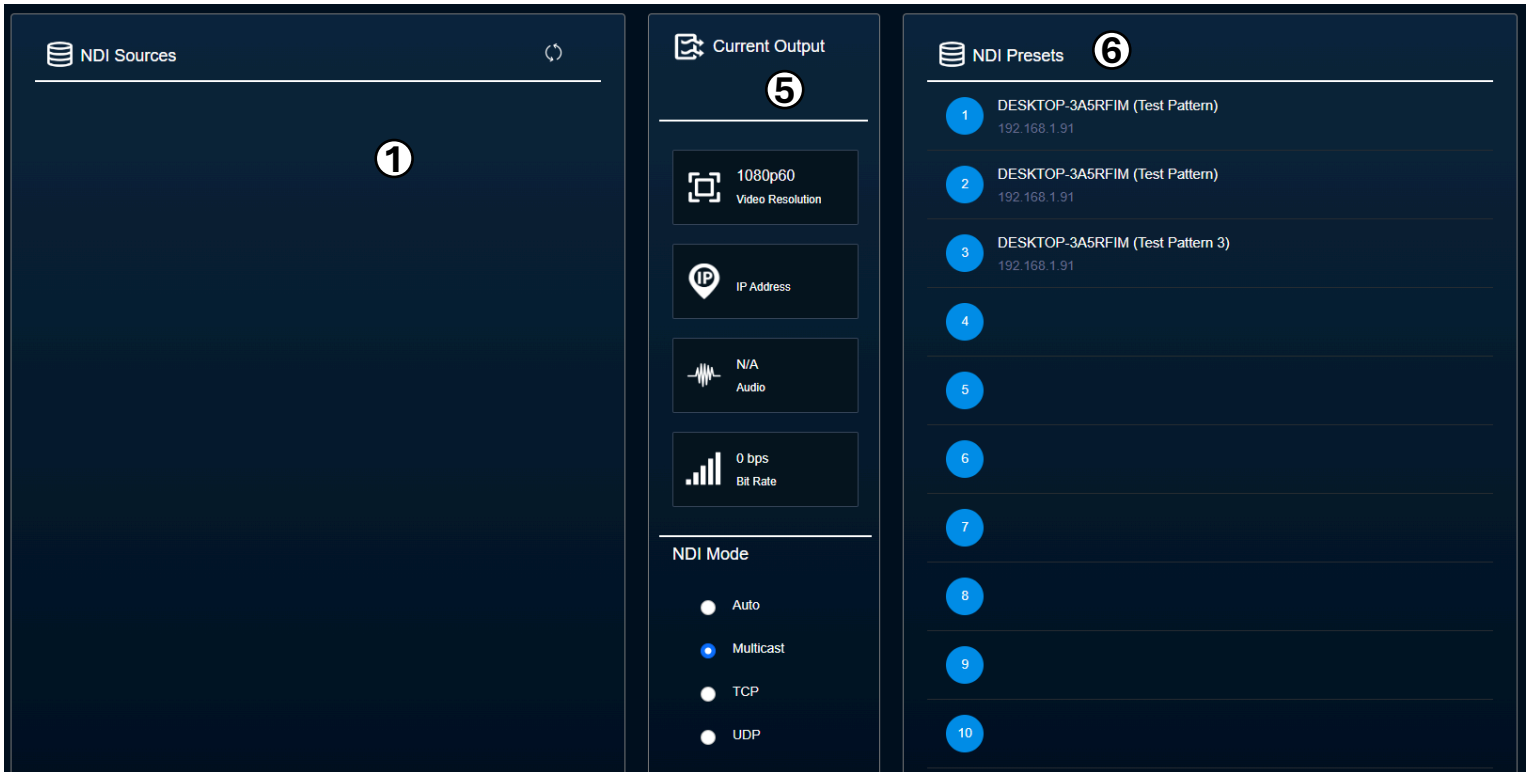 NDI Sources
①
Current Output
⑤
1080p60
Video Resolution
IP
IP Address
N/A
Audio
0 bps
Bit Rate
NDI Mode
Auto
Multicast
TCP
UDP
NDI Presets ⑥
1 DESKTOP-3A5RFIM (Test Pattern)
192.168.1.91
2 DESKTOP-3A5RFIM (Test Pattern)
192.168.1.91
3 DESKTOP-3A5RFIM (Test Pattern 3)
192.168.1.91
4
5
6
7
8
9
10